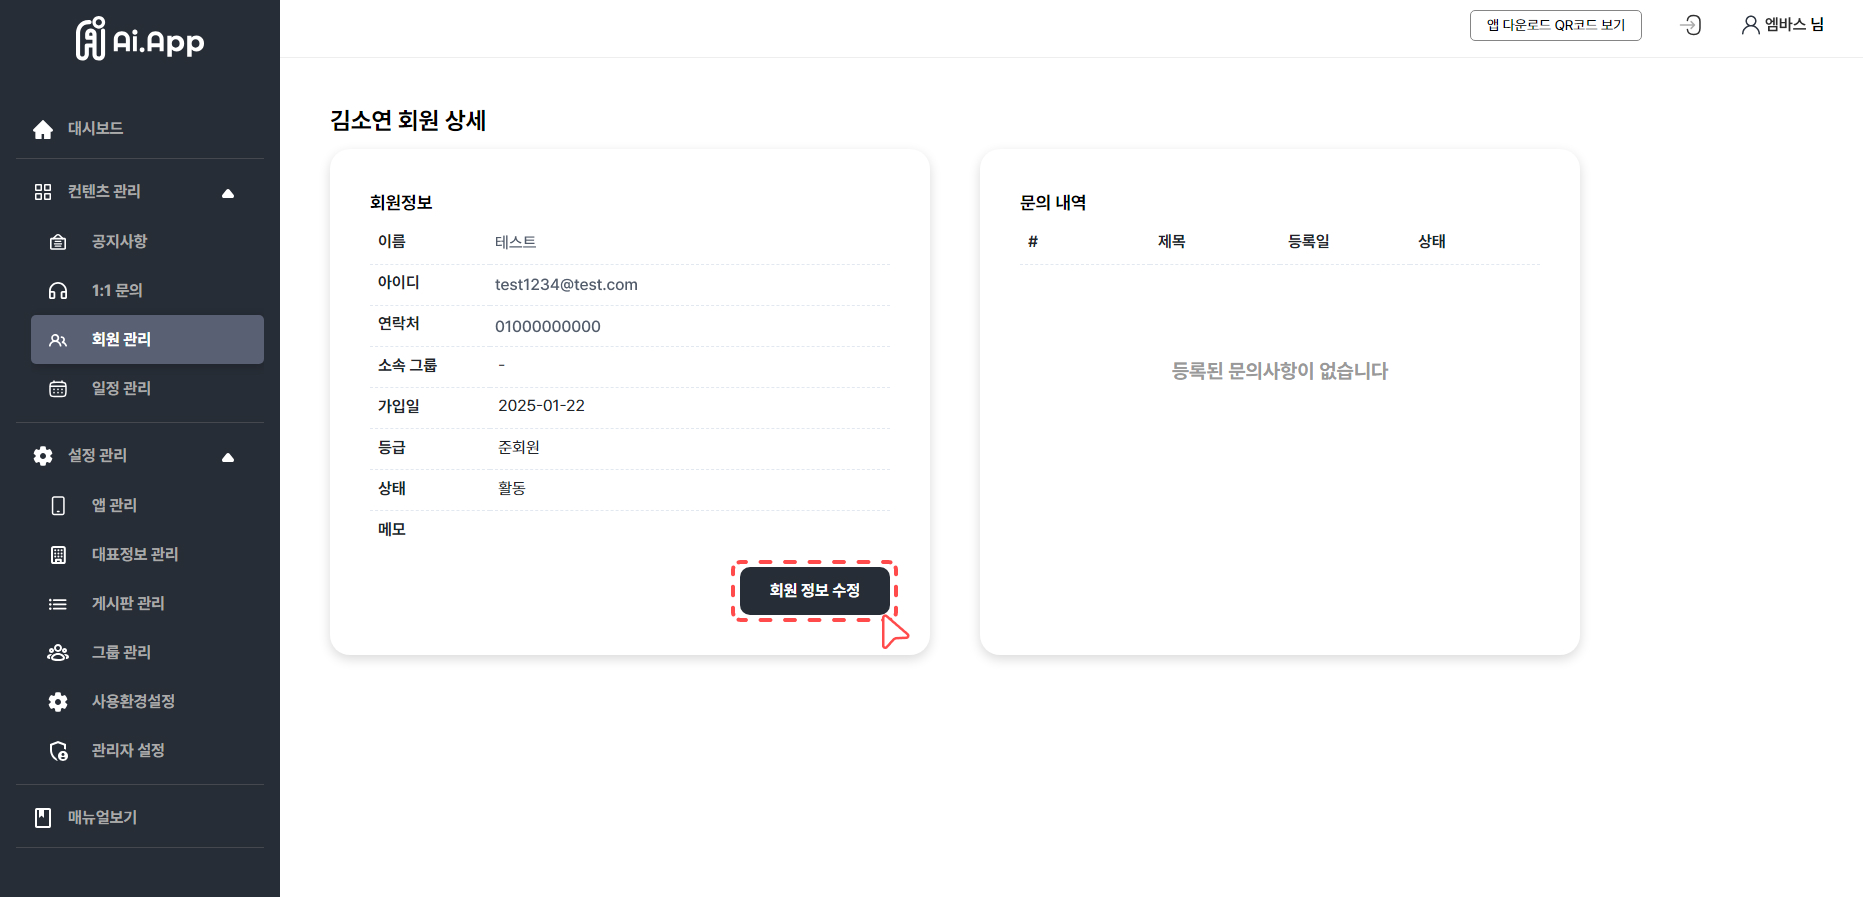 Ai.App
앱 다운로드 QR코드 보기
엠바스 님
대시보드
컨텐츠 관리
공지사항
1:1 문의
회원 관리
일정 관리
설정 관리
앱 관리
대표정보 관리
게시판 관리
그룹 관리
사용환경설정
관리자 설정
매뉴얼보기
김소연 회원 상세
회원정보
이름 테스트
아이디 test1234@test.com
연락처 01000000000
소속 그룹 -
가입일 2025-01-22
등급 준회원
상태 활동
메모
회원 정보 수정
문의 내역
# 제목 등록일 상태
등록된 문의사항이 없습니다